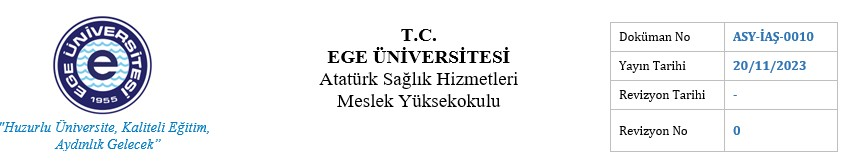 EGE ÜNİVERSİTESİ
e
1955
"Huzurlu Üniversite, Kaliteli Eğitim,
Aydınlık Gelecek”
T.C.
EGE ÜNİVERSİTESİ
Atatürk Sağlık Hizmetleri
Meslek Yüksekokulu
Doküman No ASY-İAŞ-0010
Yayın Tarihi 20/11/2023
Revizyon Tarihi -
Revizyon No 0